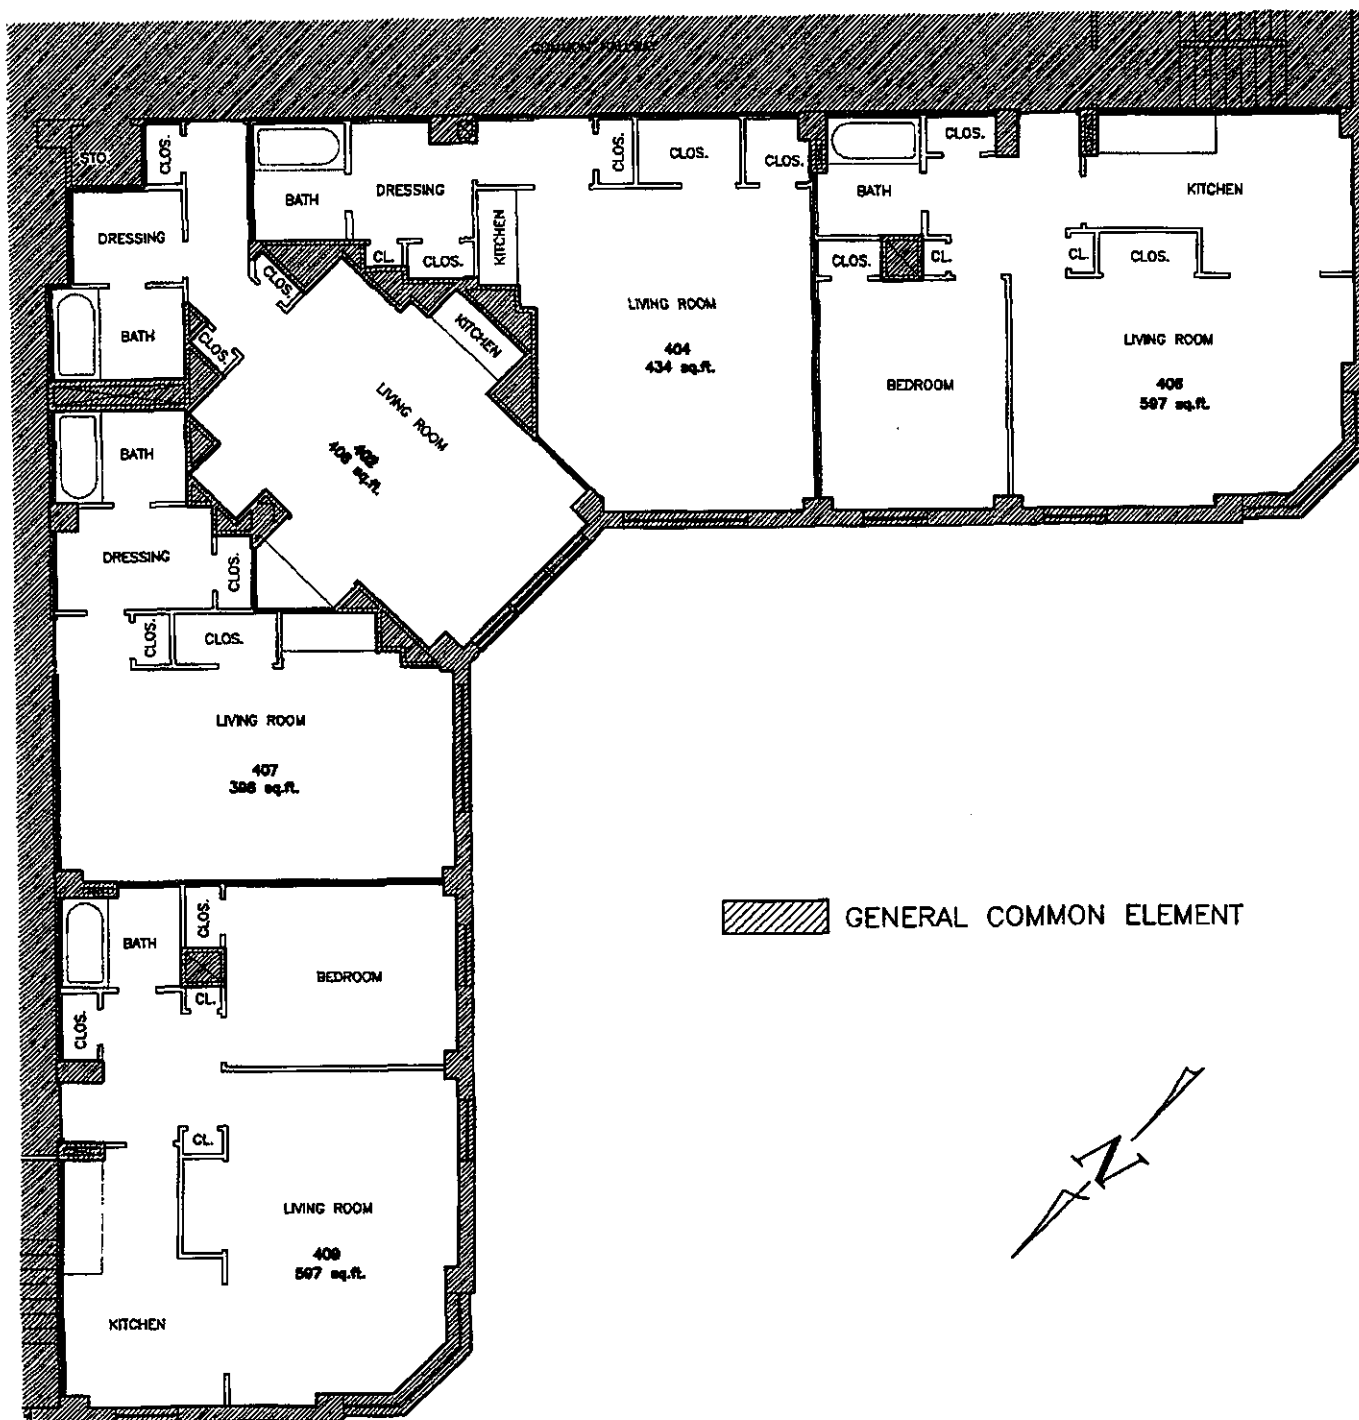 COMMON HALLWAY
STO.
CLOS.
BATH
DRESSING
CLOS.
CLOS.
CLOS.
BATH
CLOS.
KITCHEN
DRESSING
KITCHEN
CL.
CLOS.
CLOS.
CLOS.
CL.
CL.
CLOS.
LIVING ROOM
404
434 sq.ft.
BATH
CLOS.
KITCHEN
LIVING ROOM
402
BEDROOM
LIVING ROOM
597 sq.ft.
BATH
DRESSING
CLOS.
CLOS.
CLOS.
LIVING ROOM
407
GENERAL COMMON ELEMENT
BATH
CLOS.
BEDROOM
CL.
CLOS.
CL.
LIVING ROOM
409
597 sq.ft.
KITCHEN
N